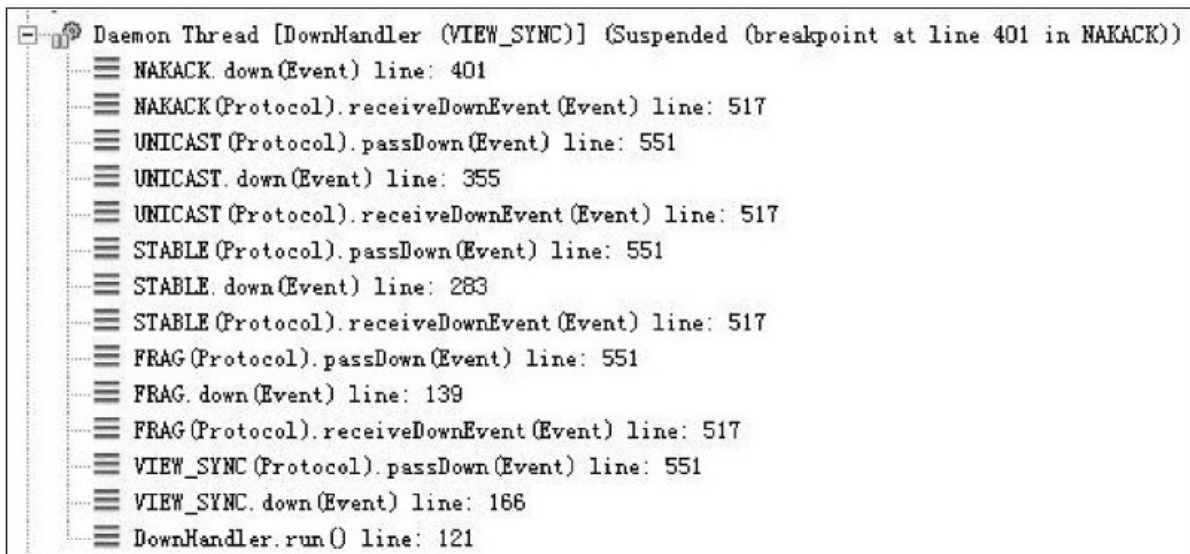 Daemon Thread [DownHandler (VIEW_SYNC)] (Suspended (breakpoint at line 401 in NAKACK))
NAKACK.down(Event) line: 401
NAKACK(Protocol).receiveDownEvent(Event) line: 517
UNICAST(Protocol).passDown(Event) line: 551
UNICAST.down(Event) line: 355
UNICAST(Protocol).receiveDownEvent(Event) line: 517
STABLE(Protocol).passDown(Event) line: 551
STABLE.down(Event) line: 283
STABLE(Protocol).receiveDownEvent(Event) line: 517
FRAG(Protocol).passDown(Event) line: 551
FRAG.down(Event) line: 139
FRAG(Protocol).receiveDownEvent(Event) line: 517
VIEW_SYNC(Protocol).passDown(Event) line: 551
VIEW_SYNC.down(Event) line: 166
DownHandler.run() line: 121